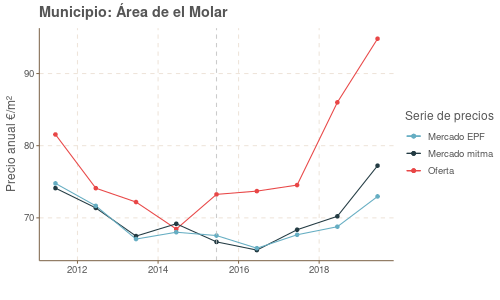 Municipio: Área de el Molar
Precio anual €/m²
90
80
70
2012
2014
2016
2018
Serie de precios
Mercado EPF
Mercado mitma
Oferta